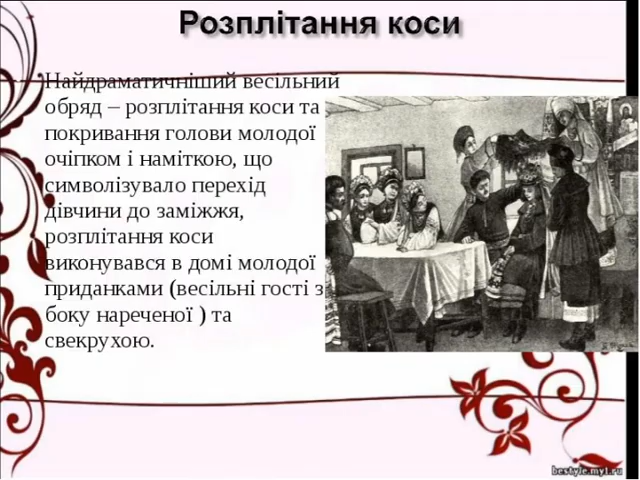 Розплітання коси
Найдраматичніший весільний
обряд – розплітання коси та
покривання голови молодої
очіпком і наміткою, що
символізувало перехід
дівчини до заміжжя,
розплітання коси
виконувався в домі молодої
приданками (весільні гості з
боку нареченої ) та
свекрухою.
bestyle.my1.ru